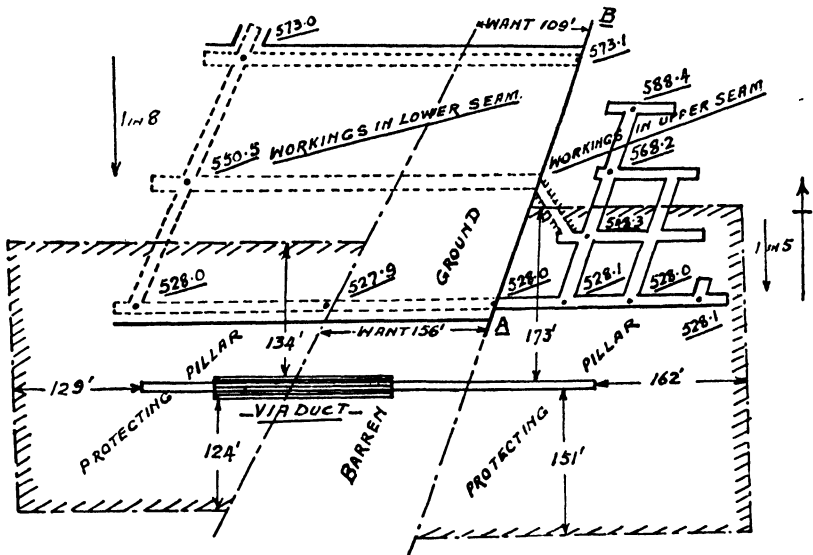 573.0
WANT 109'
B
573.1
588.4
1 IN 8
550.5
WORKINGS IN LOWER SEAM.
WORKINGS IN UPPER SEAM
568.2
GROUND
548.3
1 IN 5
528.0
527.9
528.0
528.1
528.0
528.1
A
WANT 156'
134'
173'
PROTECTING PILLAR
PROTECTING PILLAR
129'
162'
VIADUCT
124'
BARREN
151'